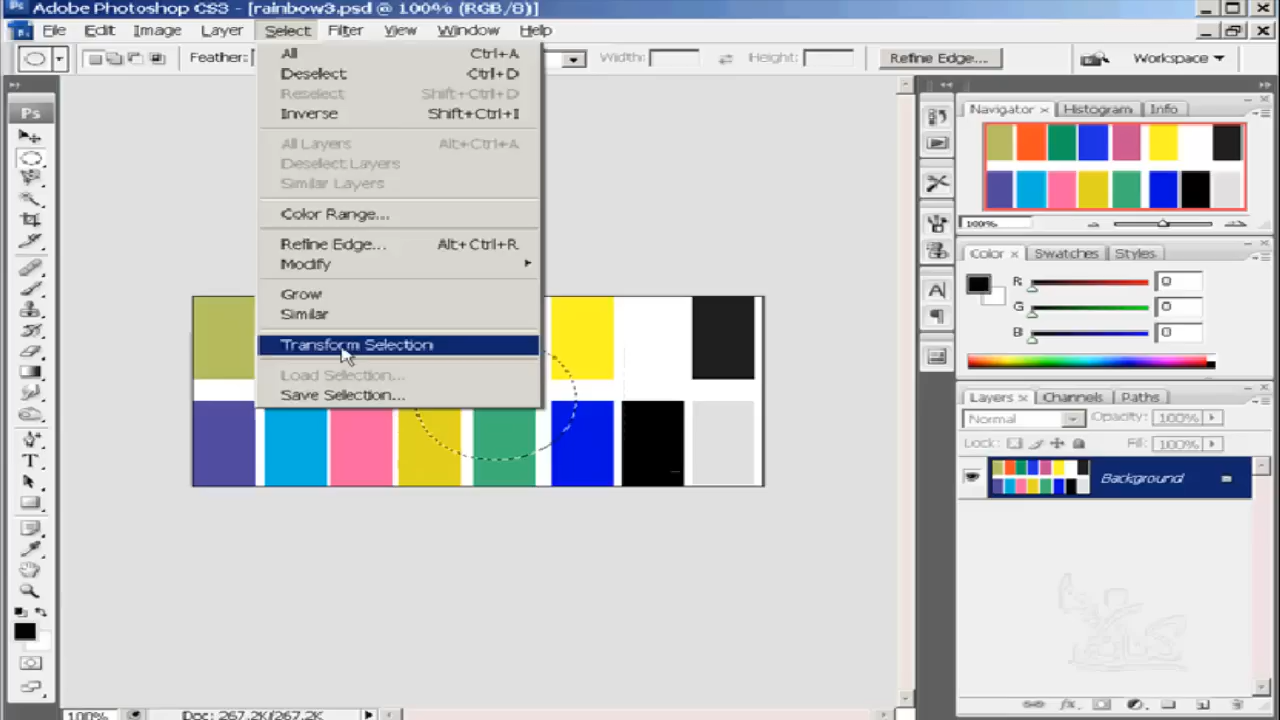 Adobe Photoshop CS3 - [rainbow3.psd @ 100% (RGB/8)]
File Edit Image Layer Select Filter View Window Help
Feather: Width: Height: Refine Edge... Workspace
All Ctrl+A
Deselect Ctrl+D
Reselect Shift+Ctrl+D
Inverse Shift+Ctrl+I
All Layers Alt+Ctrl+A
Deselect Layers
Similar Layers
Color Range...
Refine Edge... Alt+Ctrl+R
Modify
Grow
Similar
Transform Selection
Load Selection...
Save Selection...
Ps
Navigator × Histogram Info
100%
Color × Swatches Styles
R 0
G 0
B 0
Layers × Channels Paths
Normal Opacity: 100%
Lock: Fill: 100%
Background
100% Doc: 267.2K/267.2K